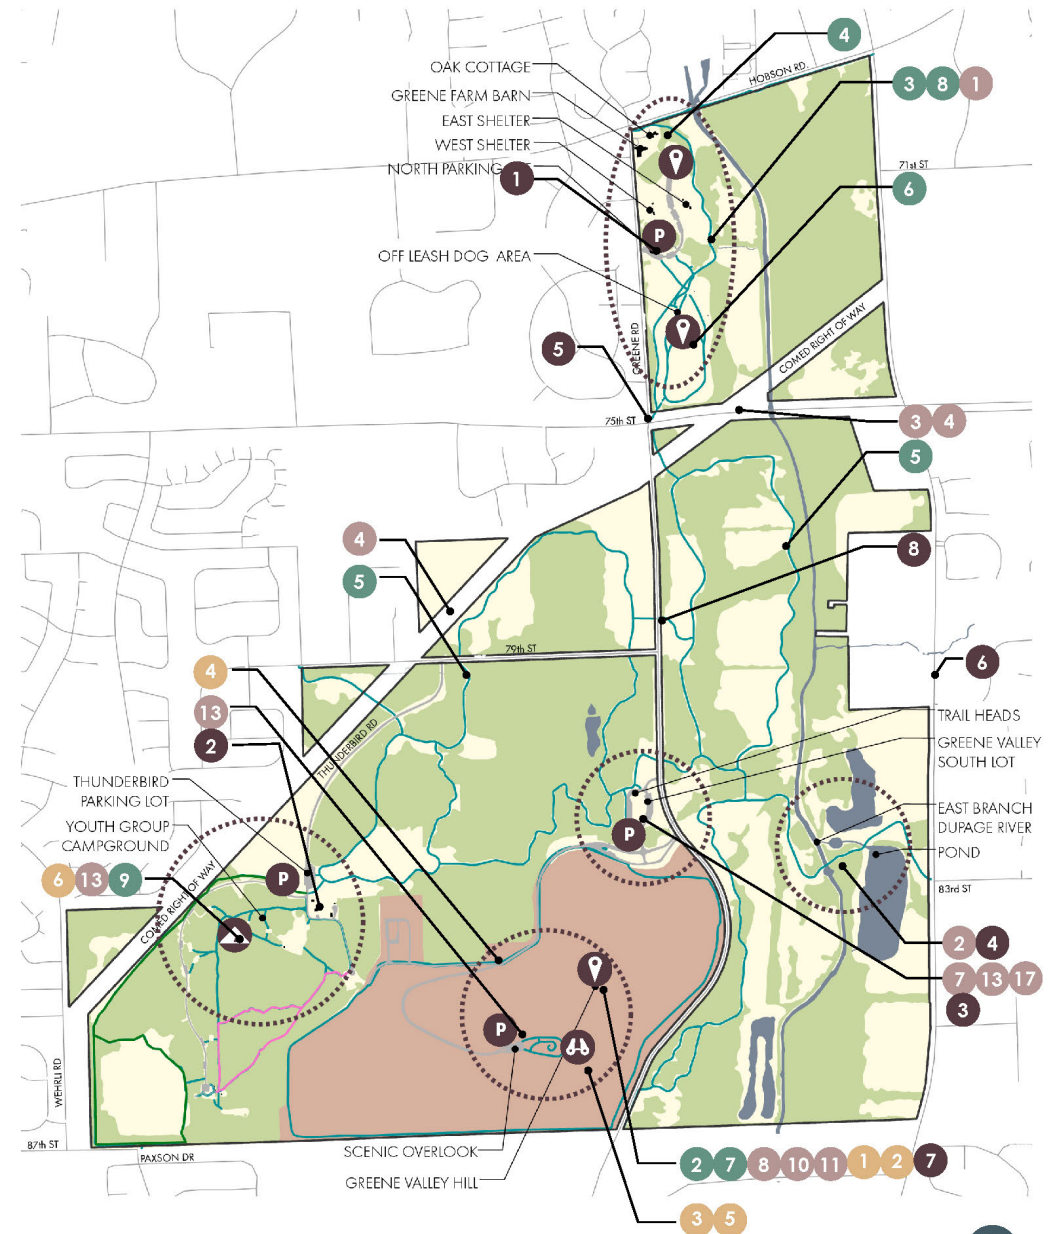 4
OAK COTTAGE
HOBSON RD.
3 8 1
GREENE FARM BARN
EAST SHELTER
WEST SHELTER
71st ST
NORTH PARKING
1
6
P
OFF LEASH DOG AREA
GREENE RD
COMED RIGHT OF WAY
5
75th ST
3 4
5
4
8
5
79th ST
6
4
13
2
THUNDERBIRD RD
TRAIL HEADS
GREENE VALLEY
SOUTH LOT
THUNDERBIRD
PARKING LOT
EAST BRANCH
DUPAGE RIVER
YOUTH GROUP
CAMPGROUND
P
POND
6 13 9
P
83rd ST
COMED RIGHT OF WAY
2 4
7 13 17
3
P
WEHRLI RD
87th ST
PAXSON DR
SCENIC OVERLOOK
GREENE VALLEY HILL
2 7 8 10 11 1 2 7
3 5